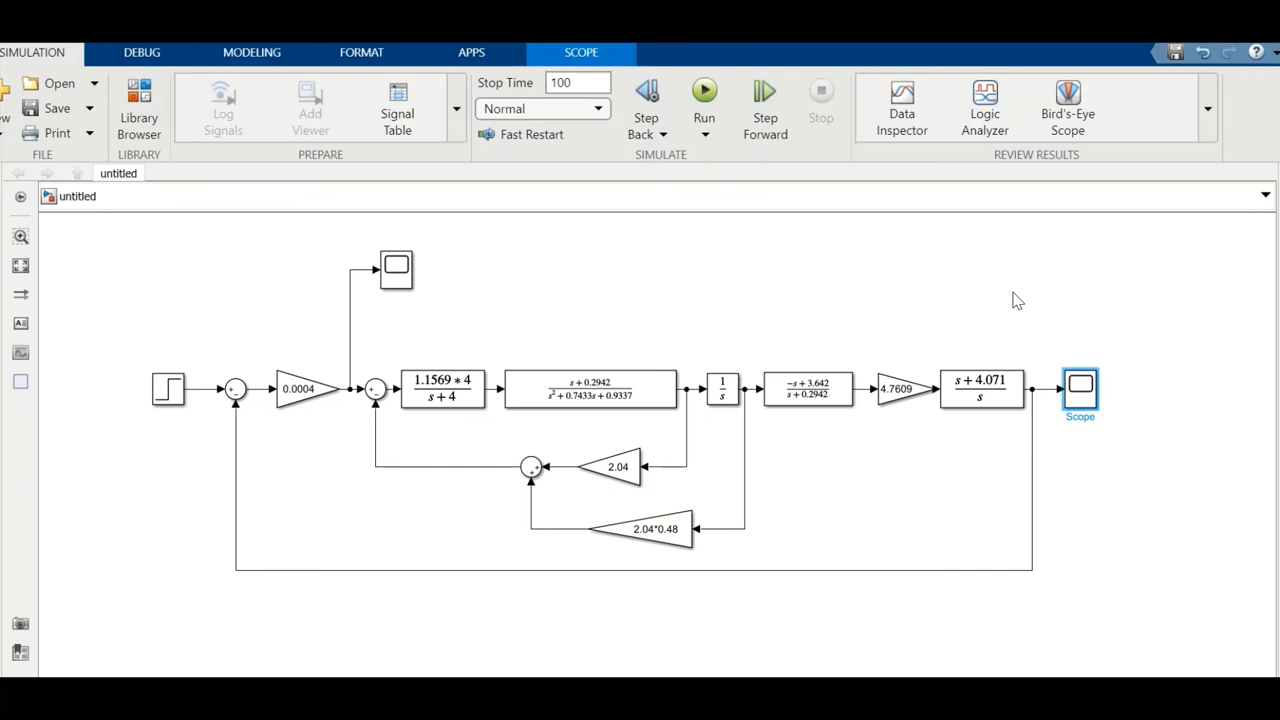 SIMULATION DEBUG MODELING FORMAT APPS SCOPE
Open
Save
Print
FILE
Library
Browser
LIBRARY
Log
Signals
Add
Viewer
Signal
Table
PREPARE
Stop Time 100
Normal
Fast Restart
Step
Back
Run
Step
Forward
Stop
SIMULATE
Data
Inspector
Logic
Analyzer
Bird's-Eye
Scope
REVIEW RESULTS
untitled
untitled
0.0004
1.1569 * 4
s + 4
s + 0.2942
s² + 0.7433s + 0.9337
1
s
−s + 3.642
s + 0.2942
4.7609
s + 4.071
s
Scope
2.04
2.04*0.48